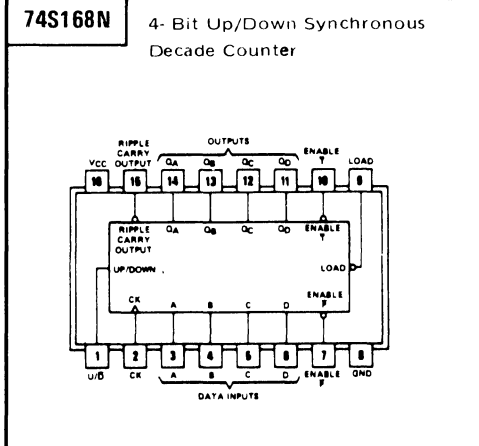 74S168N
4- Bit Up/Down Synchronous
Decade Counter
RIPPLE
CARRY
OUTPUT
OUTPUTS
ENABLE
T
LOAD
VCC
QA QB QC QD
16 15 14 13 12 11 10 9
RIPPLE
CARRY
OUTPUT
QA QB QC QD
ENABLE
T
UP/DOWN
LOAD
CK
A B C D
ENABLE
P
1 2 3 4 5 6 7 8
U/D̅ CK A B C D ENABLE GND
P
DATA INPUTS